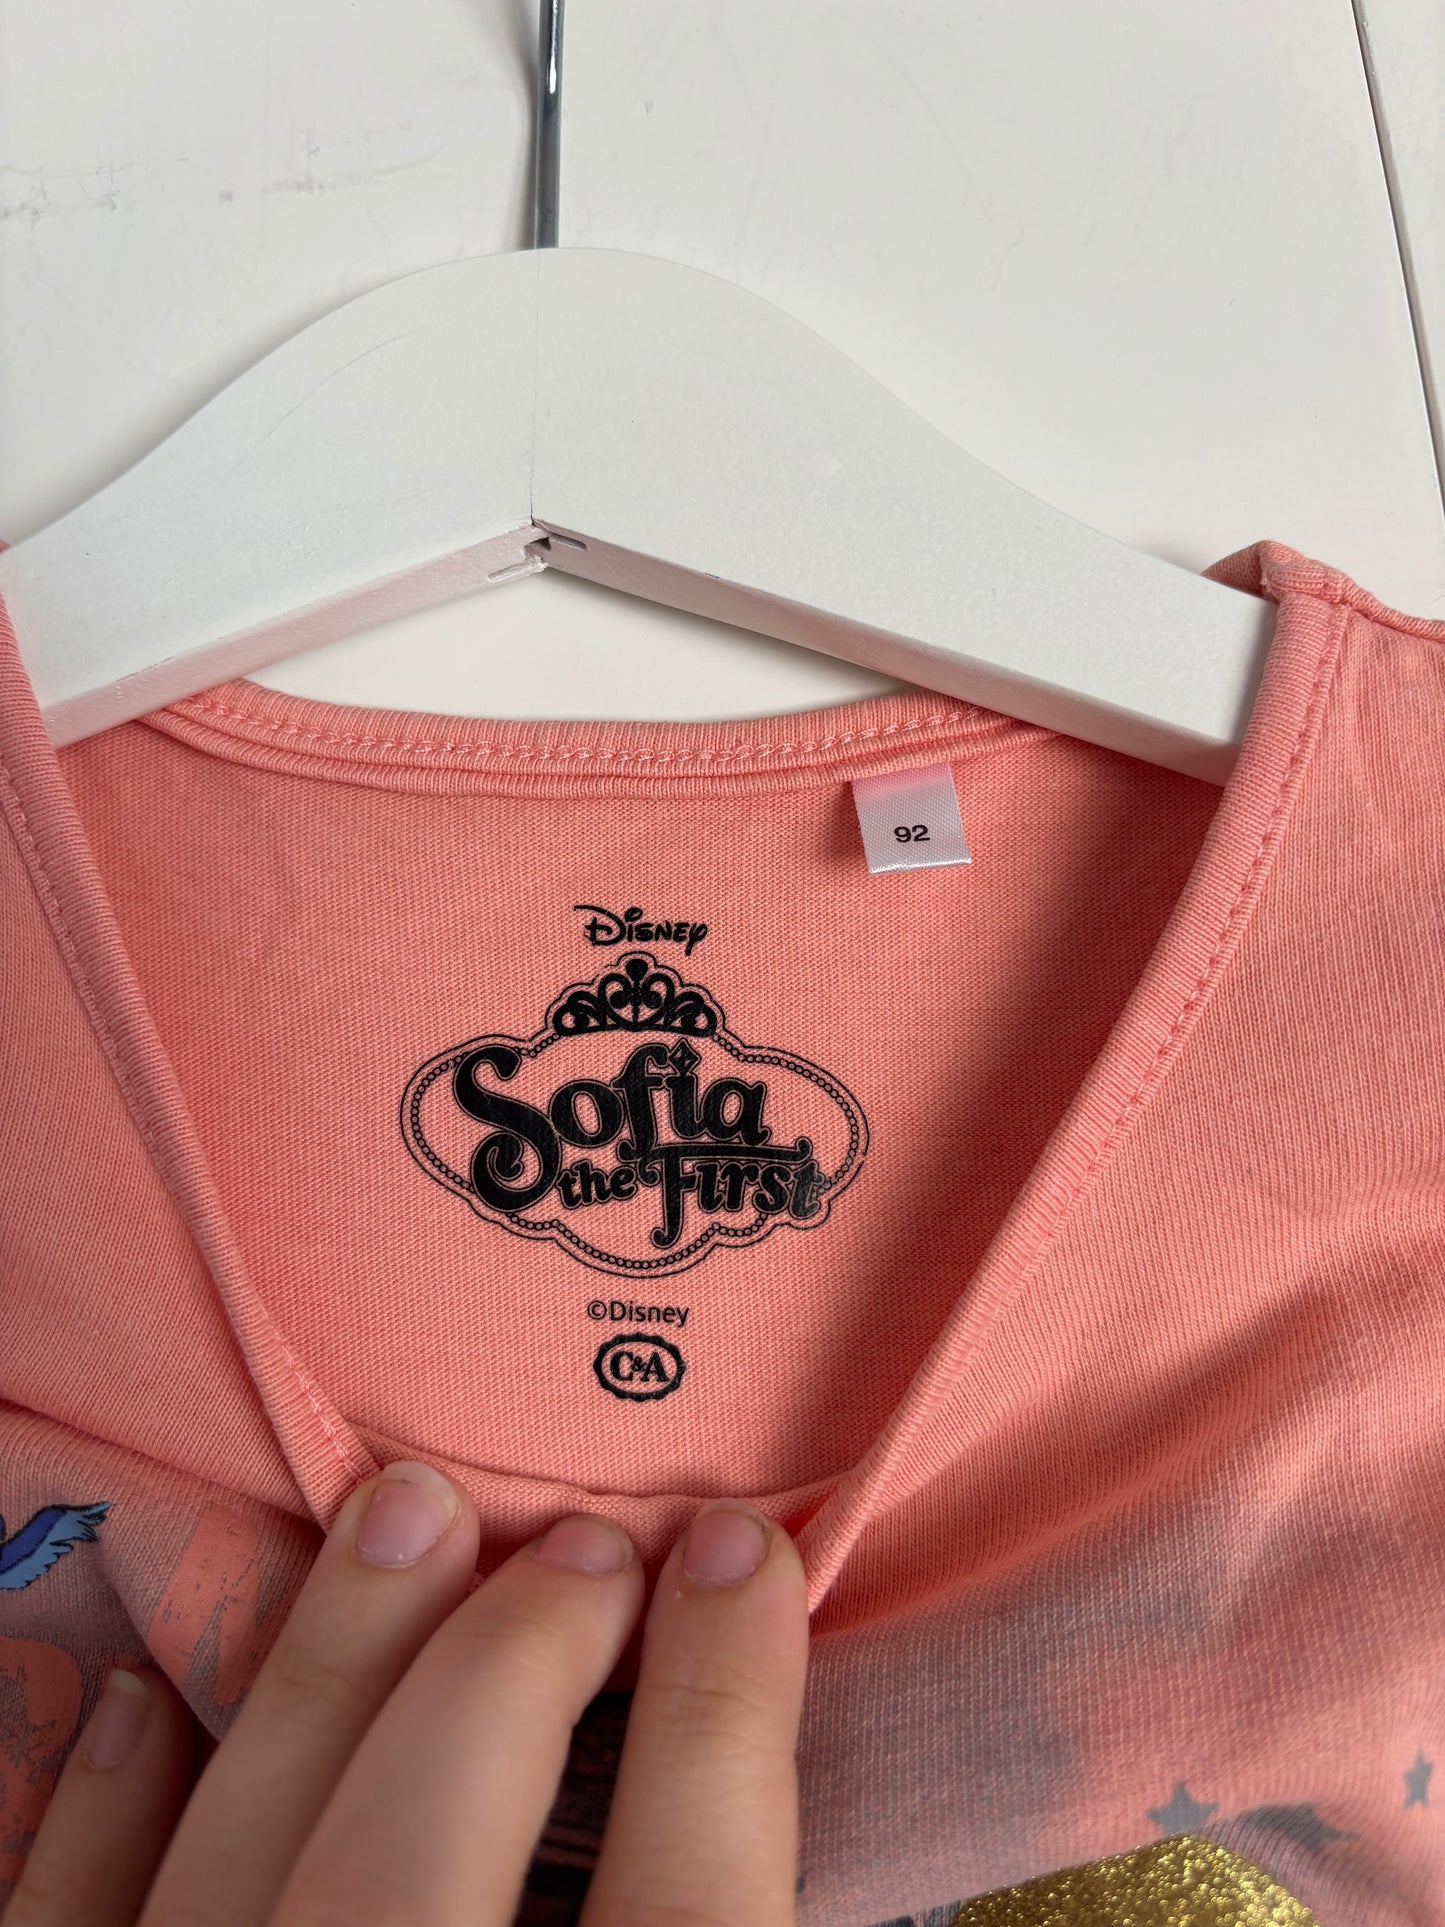 92
Disney
Sofia
the First
©Disney
C&A